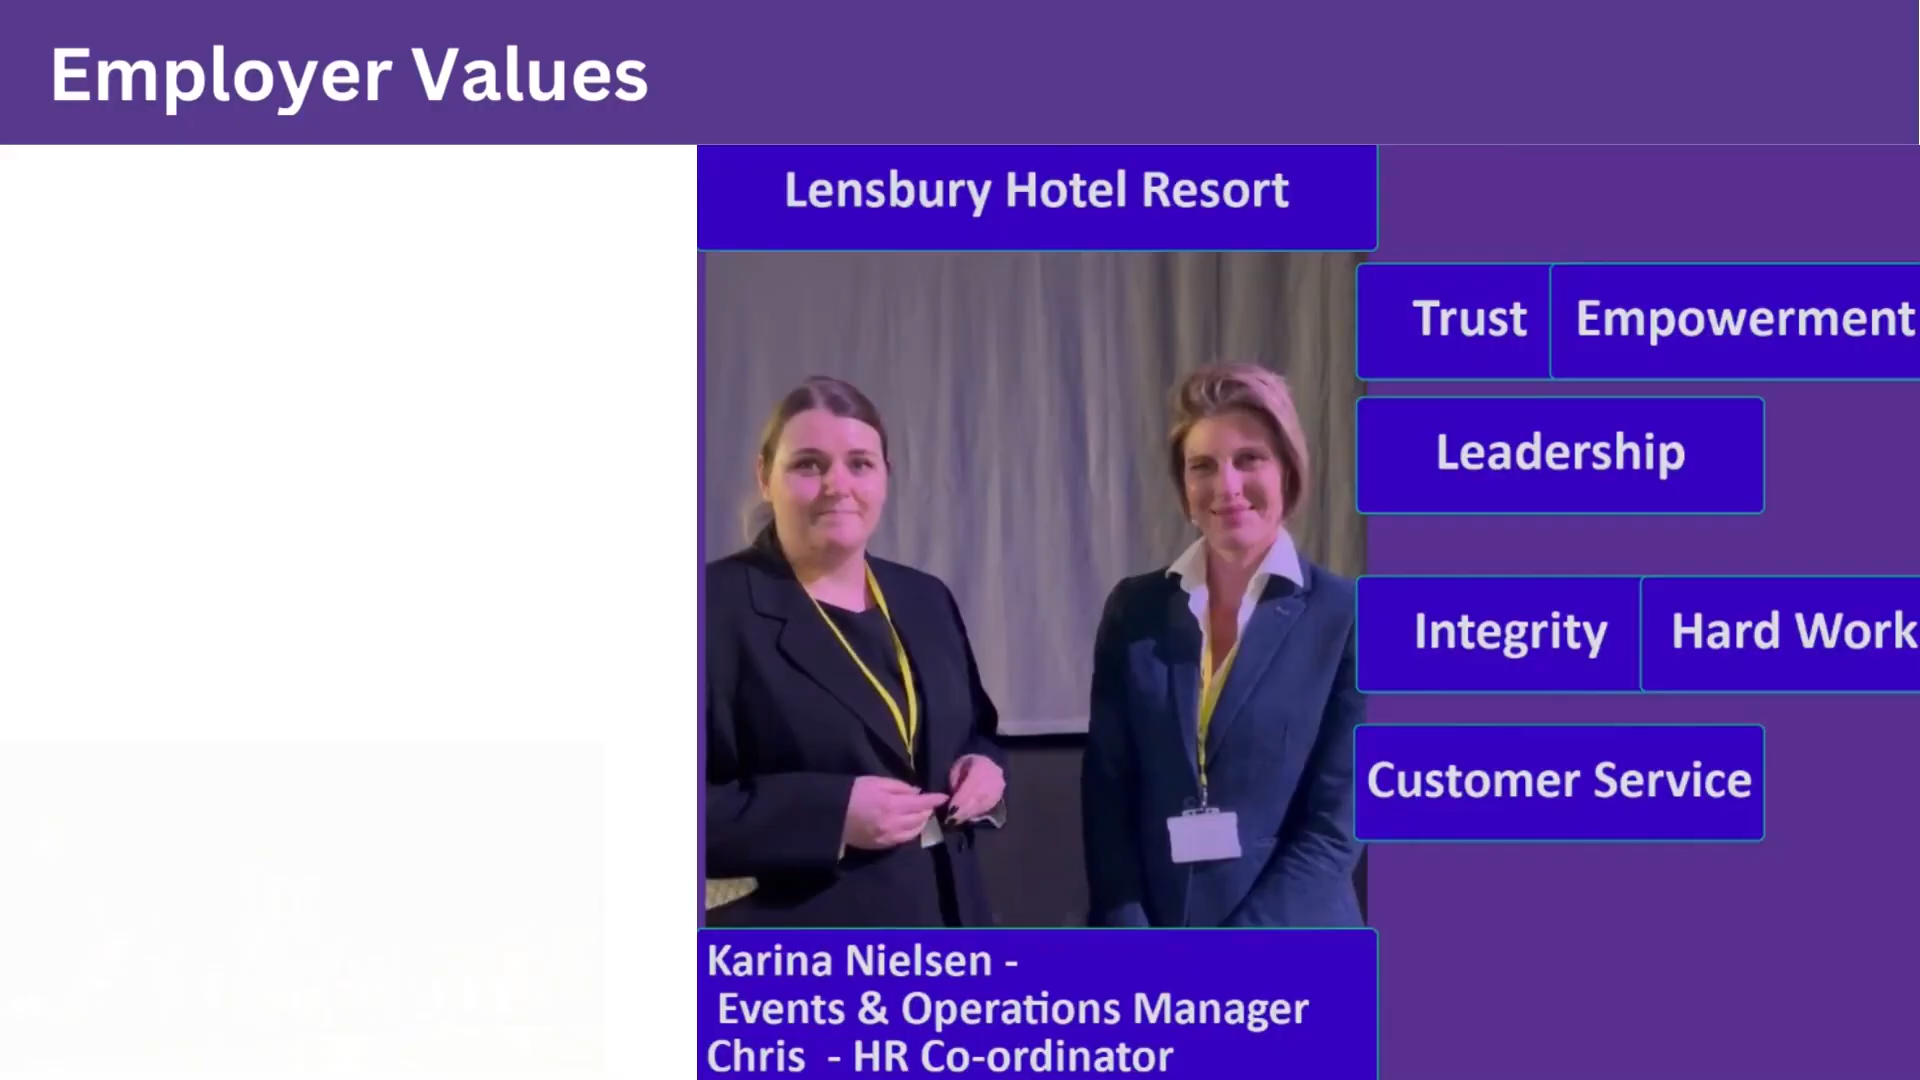 Employer Values
Lensbury Hotel Resort
Trust
Empowerment
Leadership
Integrity
Hard Work
Customer Service
Karina Nielsen -
Events & Operations Manager
Chris - HR Co-ordinator